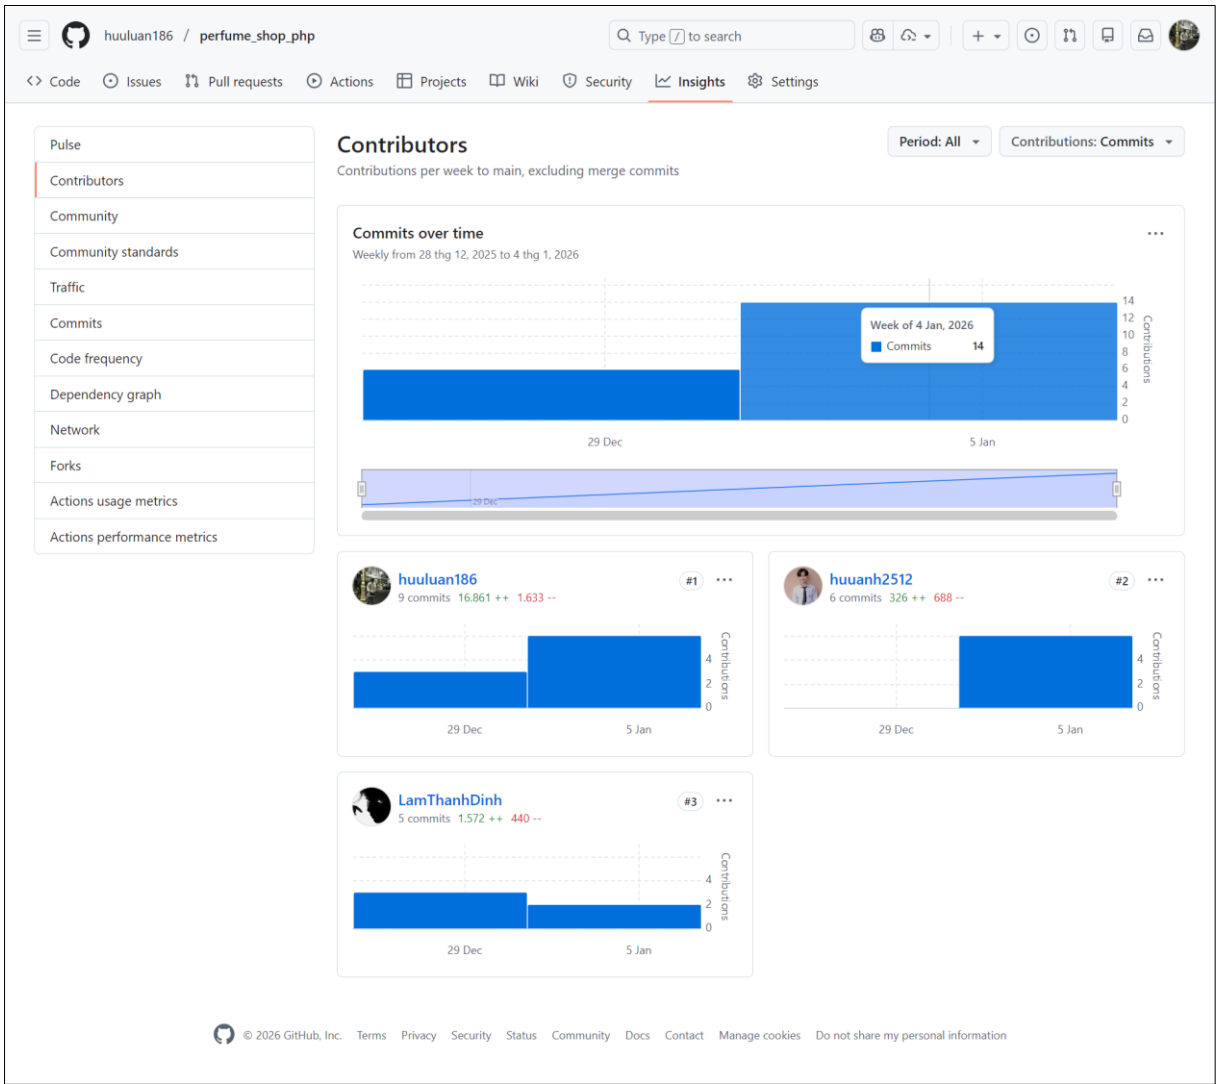 huuluan186 / perfume_shop_php
Type / to search
Code Issues Pull requests Actions Projects Wiki Security Insights Settings
Pulse
Contributors
Community
Community standards
Traffic
Commits
Code frequency
Dependency graph
Network
Forks
Actions usage metrics
Actions performance metrics
Contributors
Contributions per week to main, excluding merge commits
Period: All
Contributions: Commits
Commits over time
Weekly from 28 thg 12, 2025 to 4 thg 1, 2026
14
12
10
8
6
4
2
0
Contributions
Week of 4 Jan, 2026
Commits 14
29 Dec 5 Jan
29 Dec
huuluan186 #1
9 commits 16.861 ++ 1.633 --
4
2
0
Contributions
29 Dec 5 Jan
huuanh2512 #2
6 commits 326 ++ 688 --
4
2
0
Contributions
29 Dec 5 Jan
LamThanhDinh #3
5 commits 1.572 ++ 440 --
4
2
0
Contributions
29 Dec 5 Jan
© 2026 GitHub, Inc. Terms Privacy Security Status Community Docs Contact Manage cookies Do not share my personal information